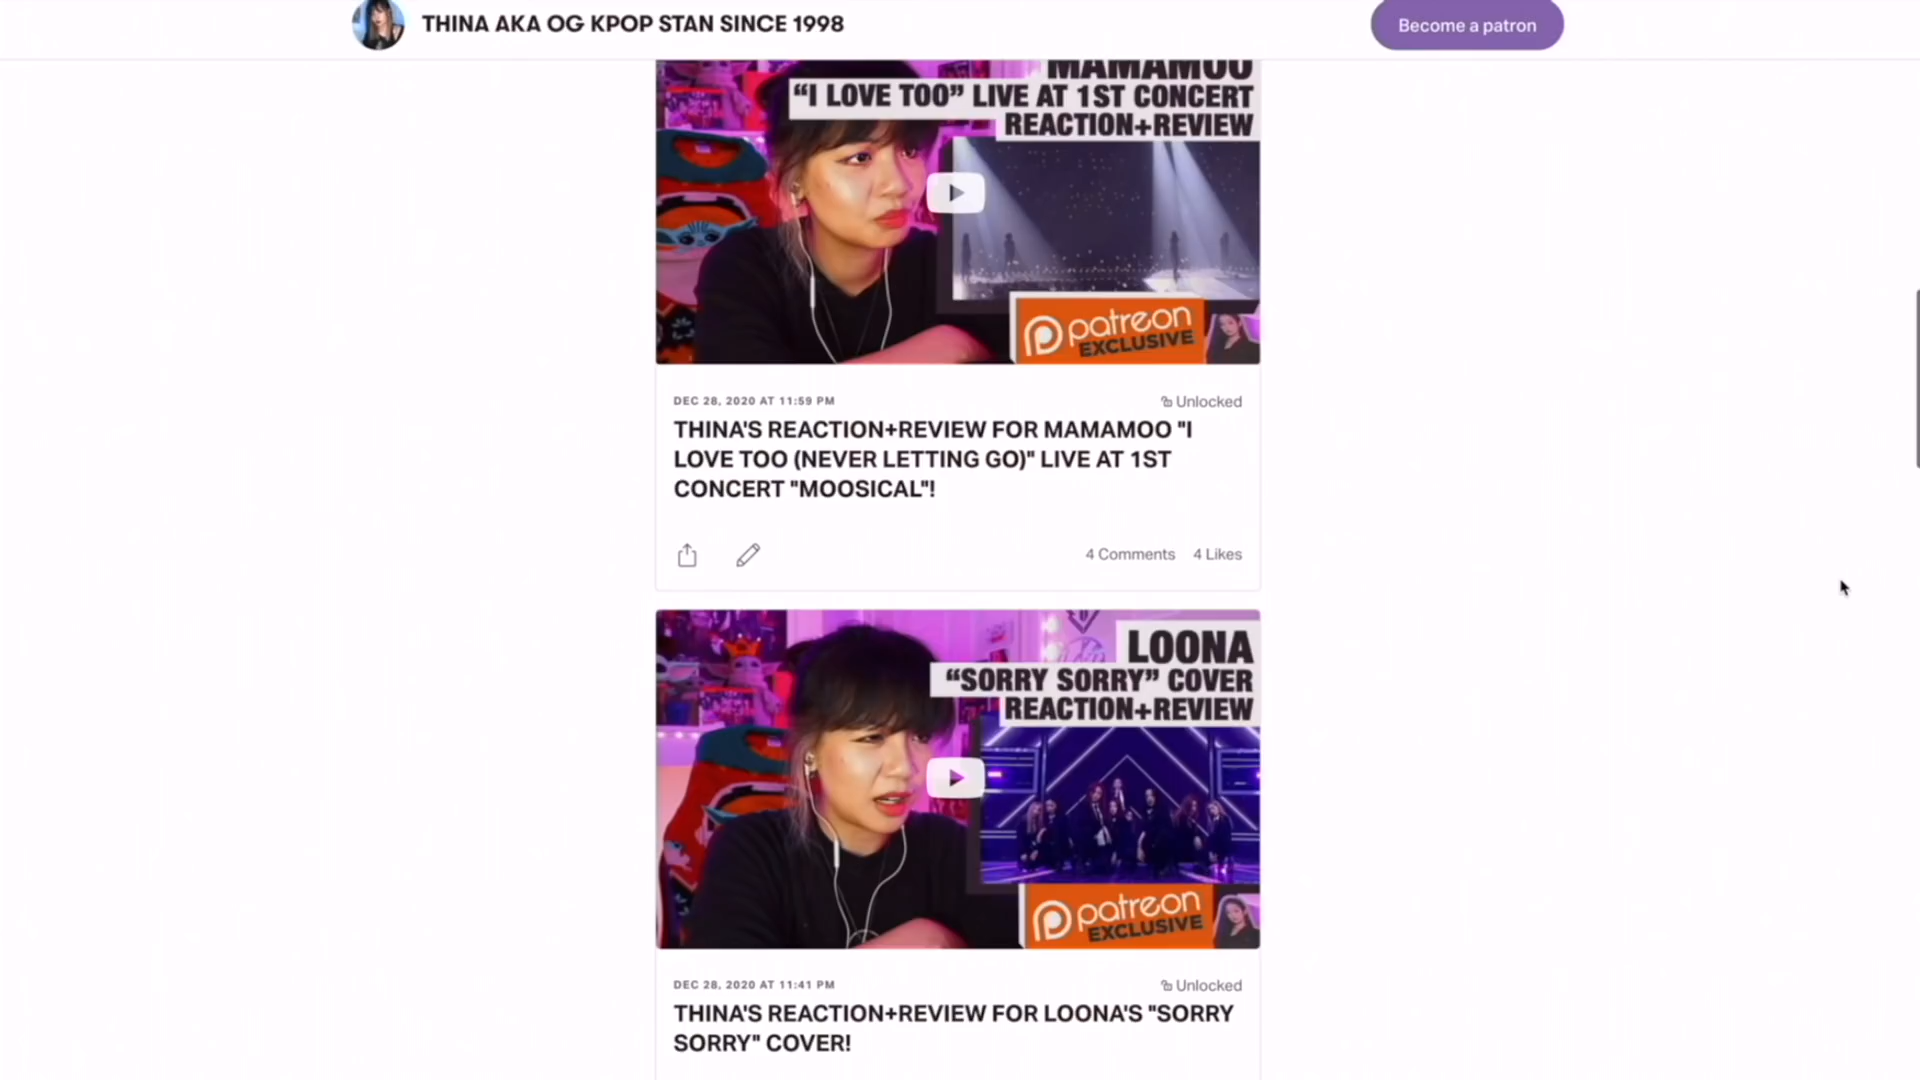 THINA AKA OG KPOP STAN SINCE 1998
Become a patron
MAMAMOO
“I LOVE TOO” LIVE AT 1ST CONCERT
REACTION+REVIEW
patreon
EXCLUSIVE
DEC 28, 2020 AT 11:59 PM
Unlocked
THINA'S REACTION+REVIEW FOR MAMAMOO "I
LOVE TOO (NEVER LETTING GO)" LIVE AT 1ST
CONCERT "MOOSICAL"!
4 Comments 4 Likes
LOONA
“SORRY SORRY” COVER
REACTION+REVIEW
patreon
EXCLUSIVE
DEC 28, 2020 AT 11:41 PM
Unlocked
THINA'S REACTION+REVIEW FOR LOONA'S "SORRY
SORRY" COVER!